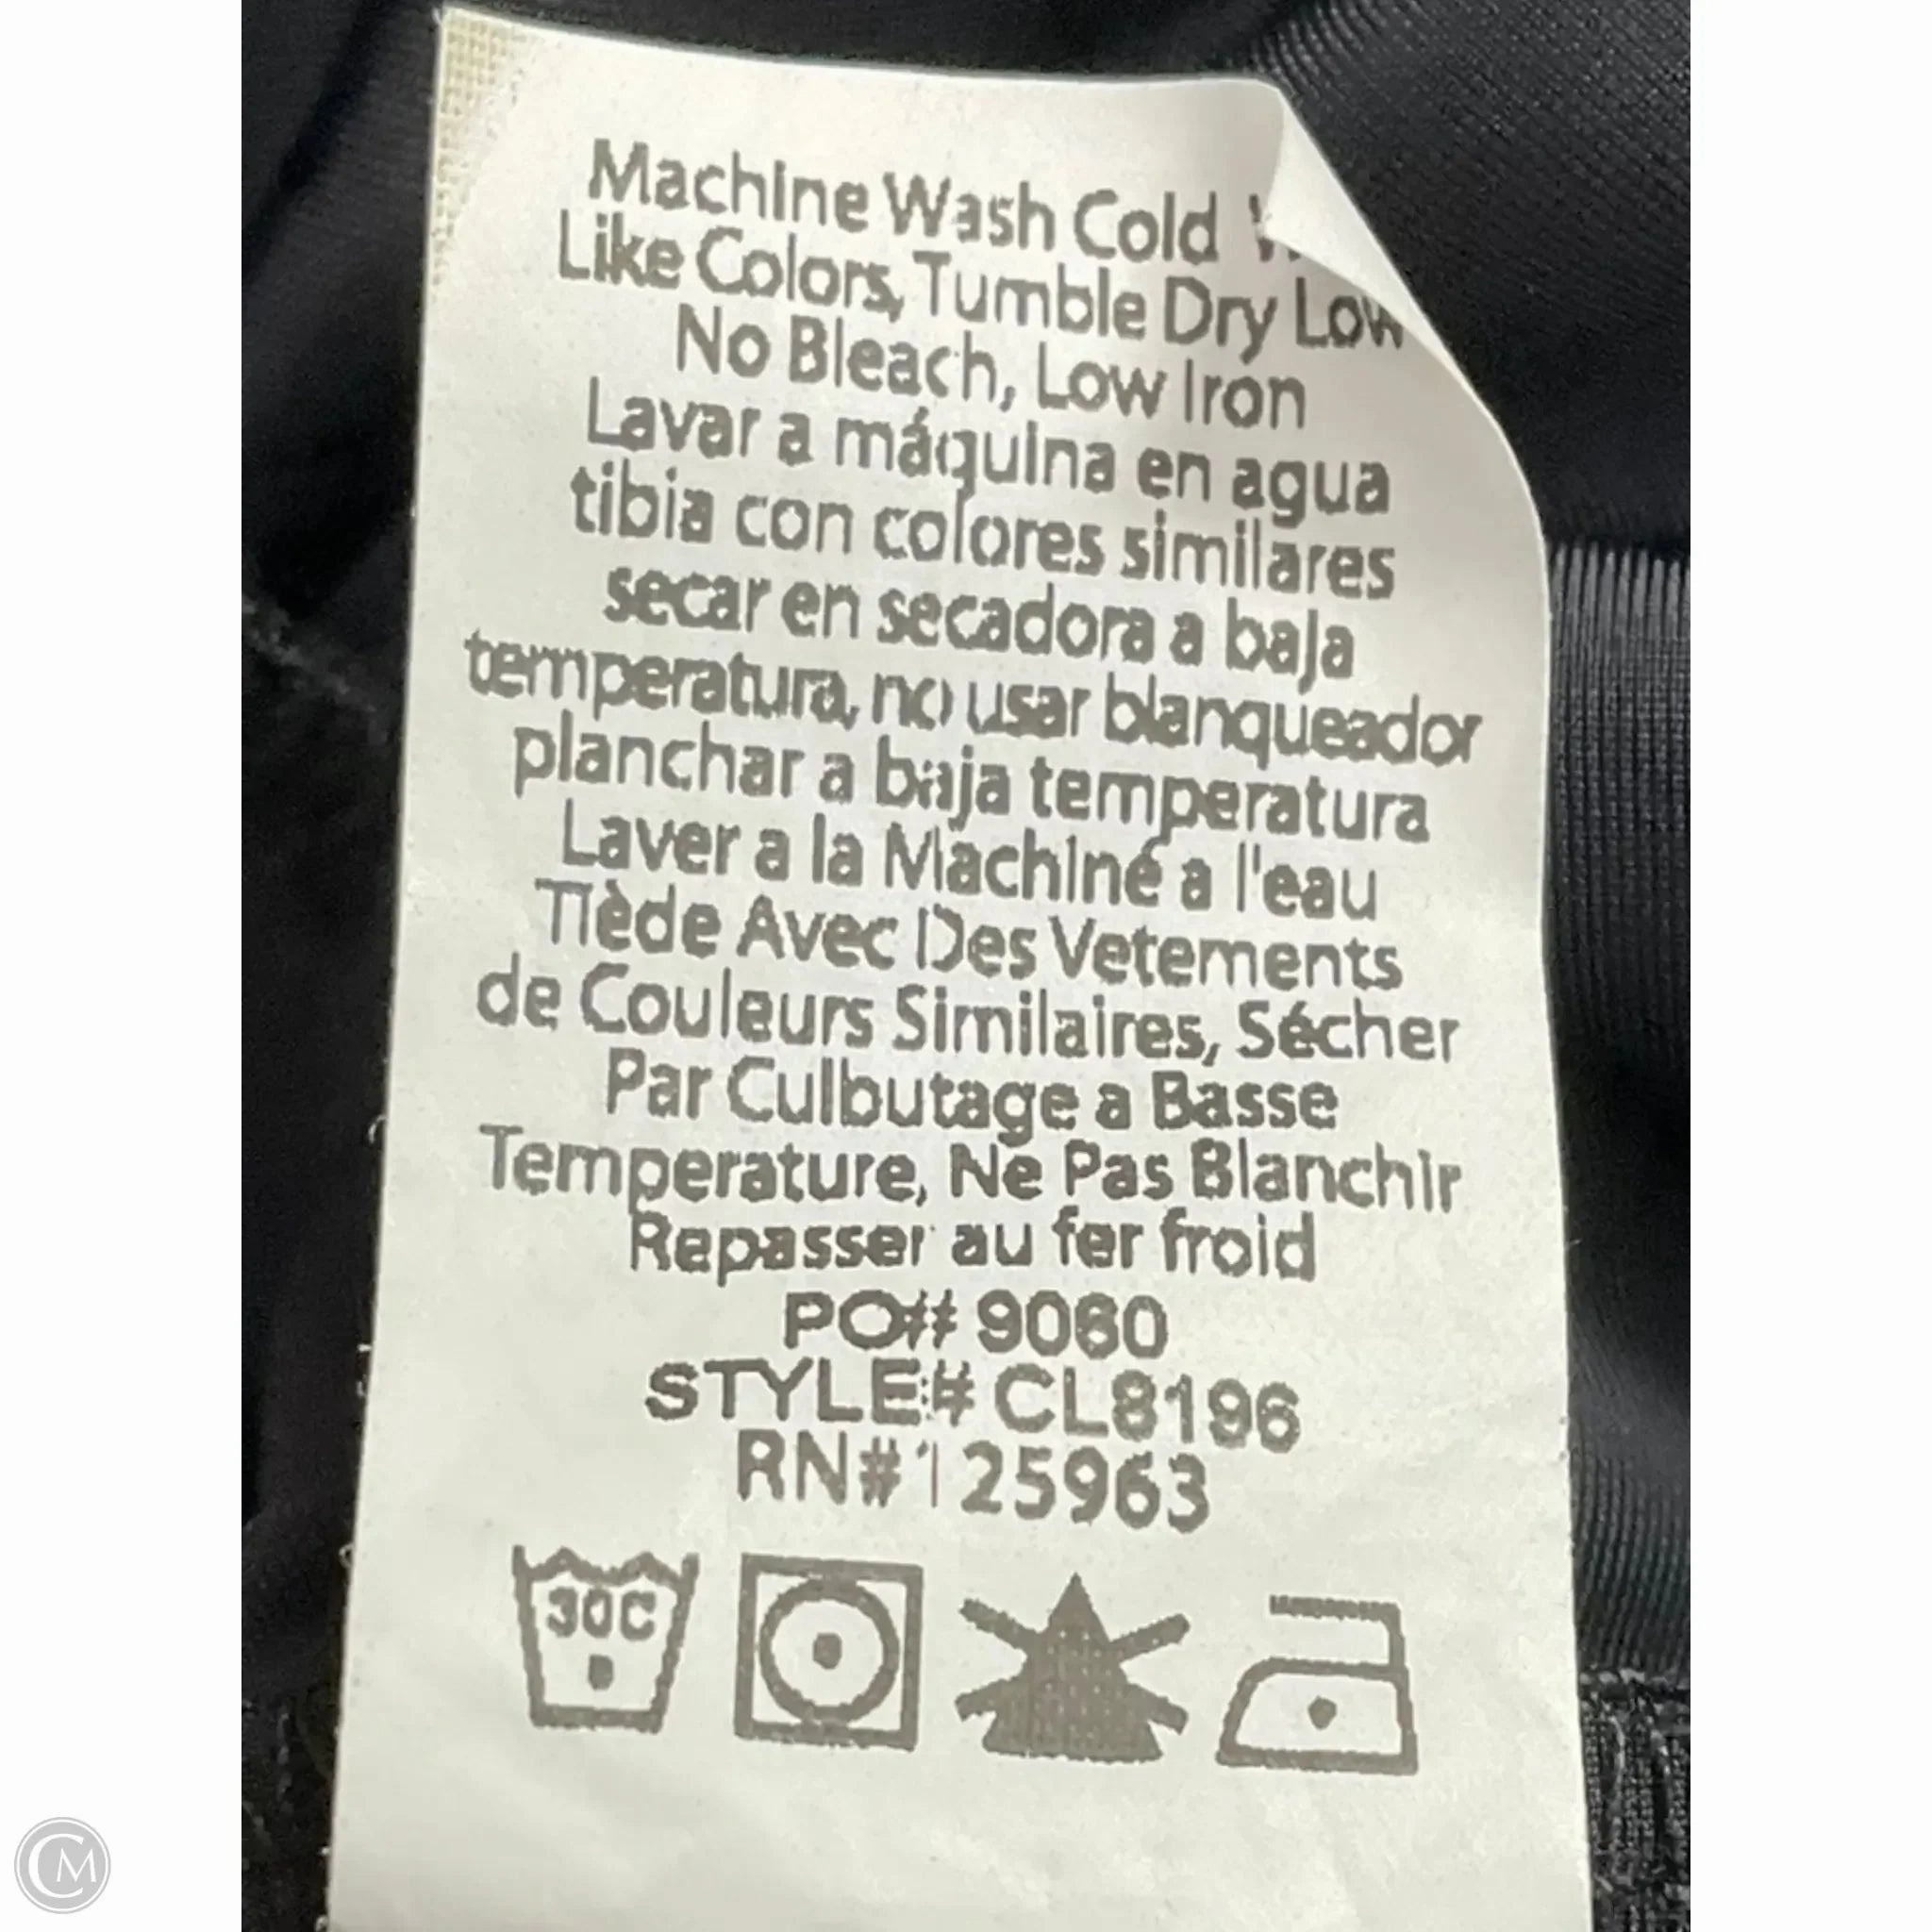 Machine Wash Cold
Like Colors, Tumble Dry Low
No Bleach, Low Iron
Lavar a máquina en agua
tibia con colores similares
secar en secadora a baja
temperatura, no usar blanqueador
planchar a baja temperatura
Laver a la Machine a l'eau
Tiède Avec Des Vetements
de Couleurs Similaires, Sécher
Par Culbutage a Basse
Temperature, Ne Pas Blanchir
Repasser au fer froid
PO# 9060
STYLE# CL8196
RN# 125963
30C
CM